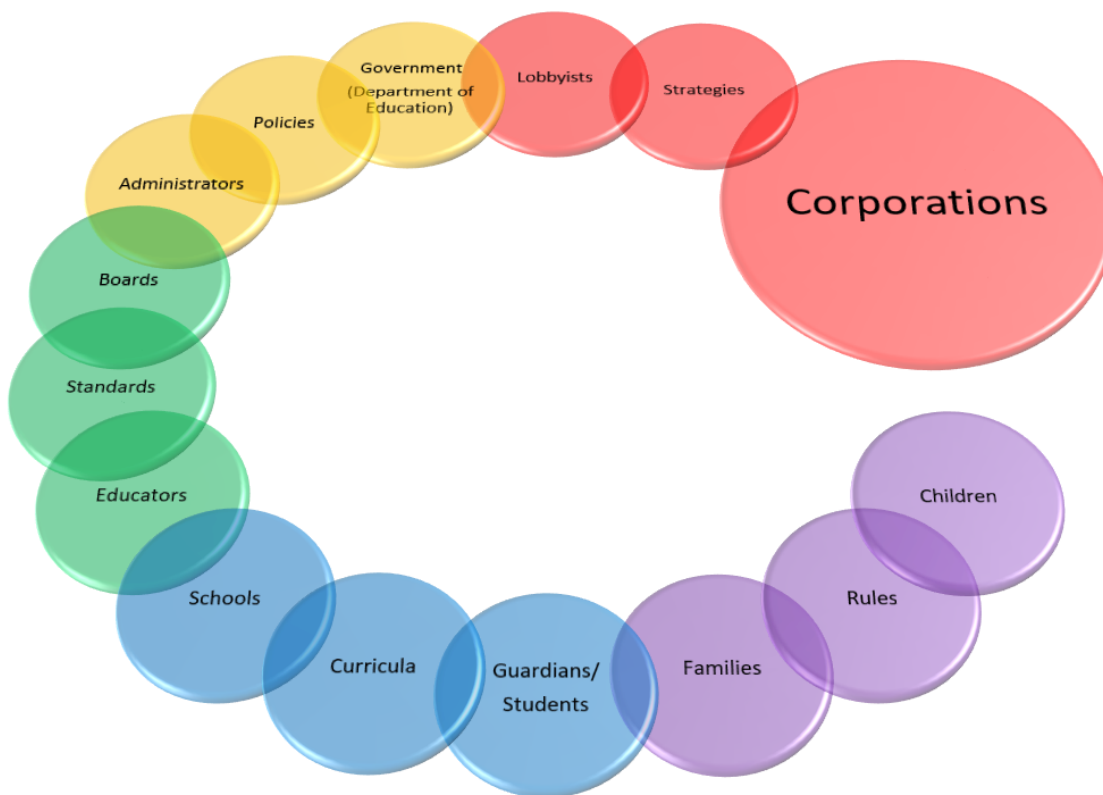 Government
(Department of
Education)
Lobbyists
Strategies
Policies
Corporations
Administrators
Boards
Standards
Educators
Children
Schools
Rules
Curricula
Guardians/
Students
Families